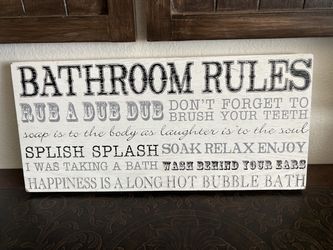 BATHROOM RULES
RUB A DUB DUB
DON'T FORGET TO
BRUSH YOUR TEETH
soap is to the body as laughter is to the soul
SPLISH SPLASH
SOAK RELAX ENJOY
I WAS TAKING A BATH
WASH BEHIND YOUR EARS
HAPPINESS IS A LONG HOT BUBBLE BATH